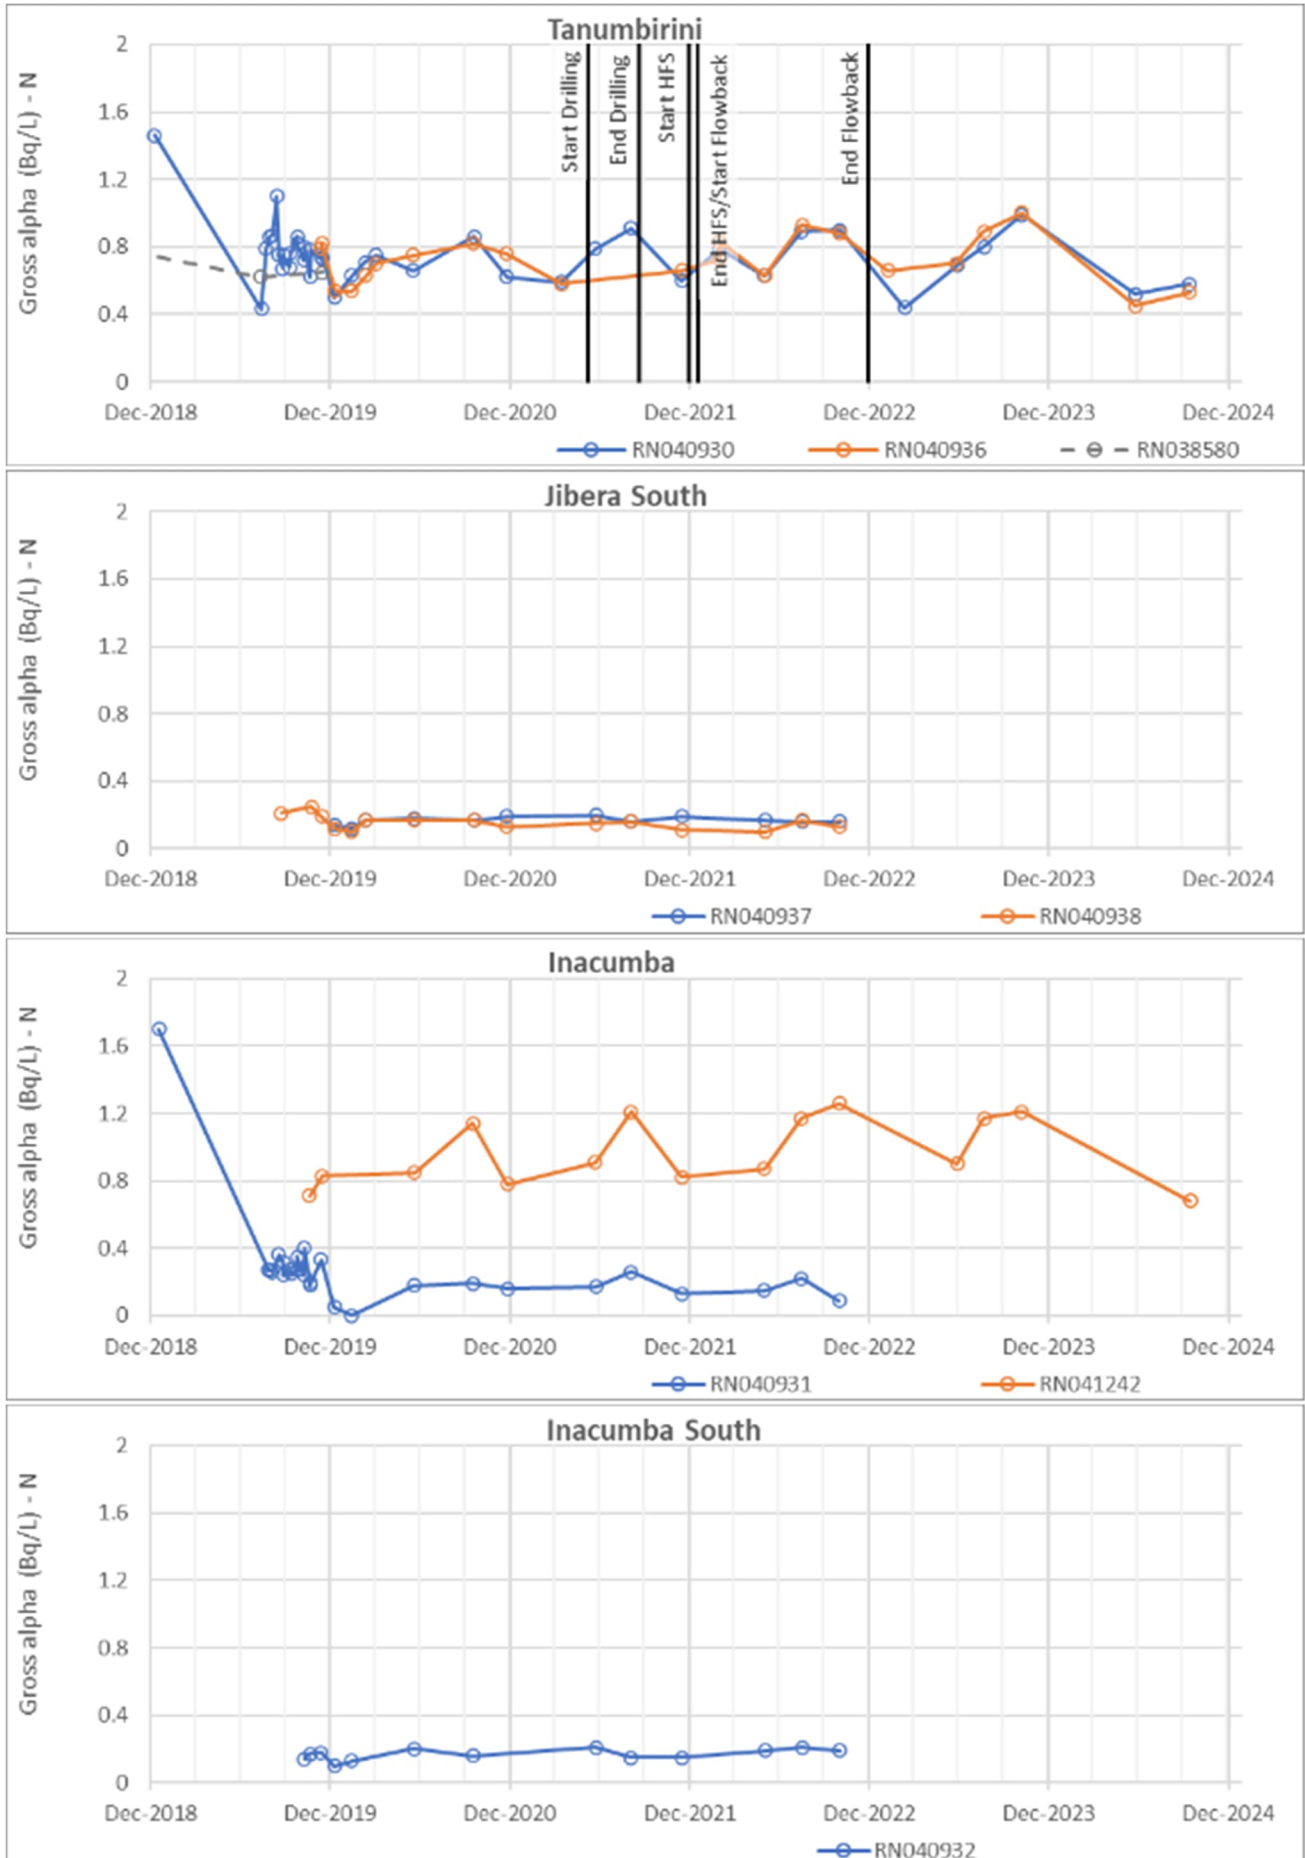 Tanumbirini
Gross alpha (Bq/L) - N
2
1.6
1.2
0.8
0.4
0
Start Drilling
End Drilling
Start HFS
End HFS/Start Flowback
End Flowback
Dec-2018 Dec-2019 Dec-2020 Dec-2021 Dec-2022 Dec-2023 Dec-2024
RN040930 RN040936 RN038580
Jibera South
Gross alpha (Bq/L) - N
2
1.6
1.2
0.8
0.4
0
Dec-2018 Dec-2019 Dec-2020 Dec-2021 Dec-2022 Dec-2023 Dec-2024
RN040937 RN040938
Inacumba
Gross alpha (Bq/L) - N
2
1.6
1.2
0.8
0.4
0
Dec-2018 Dec-2019 Dec-2020 Dec-2021 Dec-2022 Dec-2023 Dec-2024
RN040931 RN041242
Inacumba South
Gross alpha (Bq/L) - N
2
1.6
1.2
0.8
0.4
0
Dec-2018 Dec-2019 Dec-2020 Dec-2021 Dec-2022 Dec-2023 Dec-2024
RN040932